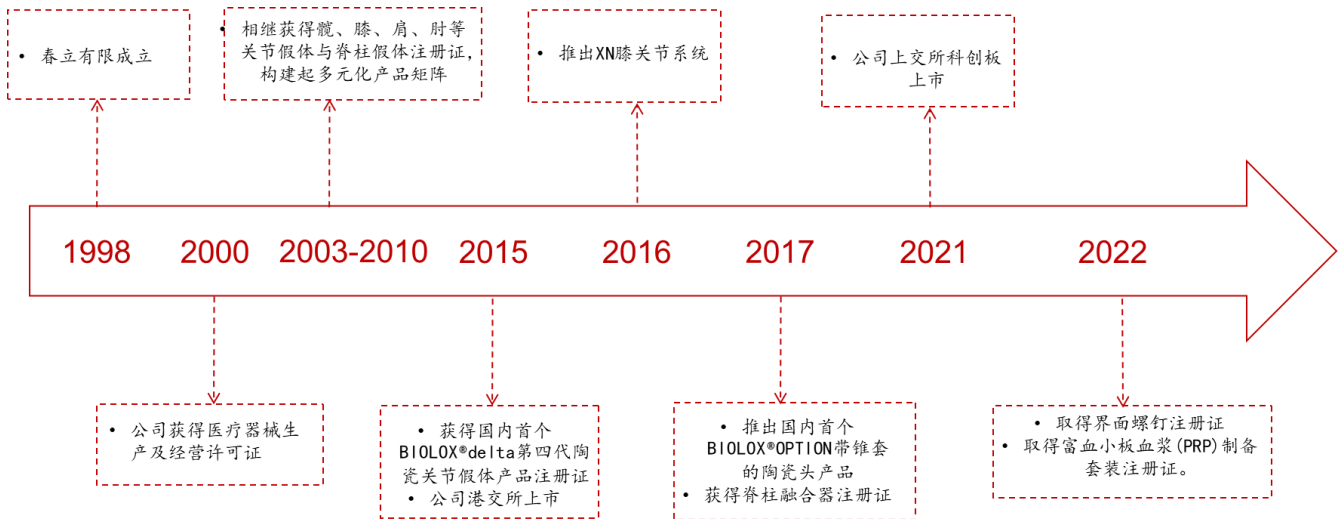 • 春立有限成立
• 相继获得髋、膝、肩、肘等
关节假体与脊柱假体注册证，
构建起多元化产品矩阵
• 推出XN膝关节系统
• 公司上交所科创板
上市
1998
2000
2003-2010
2015
2016
2017
2021
2022
• 公司获得医疗器械生
产及经营许可证
• 获得国内首个
BIOLOX®delta第四代陶
瓷关节假体产品注册证
• 公司港交所上市
• 推出国内首个
BIOLOX®OPTION带锥套
的陶瓷头产品
• 获得脊柱融合器注册证
• 取得界面螺钉注册证
• 取得富血小板血浆(PRP)制备
套装注册证。